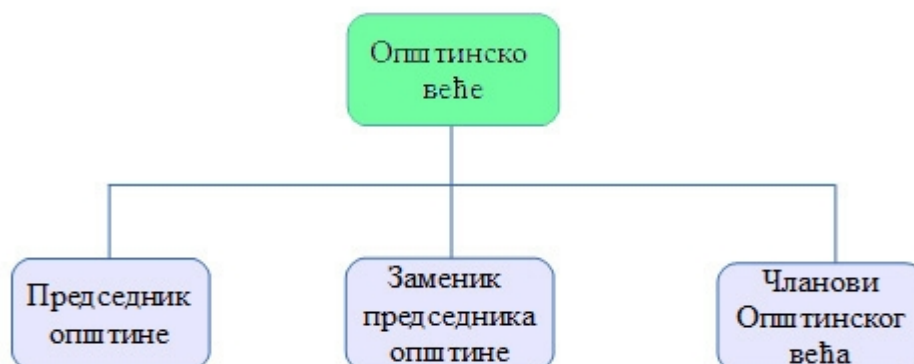 Општинско
веће
Председник
општине
Заменик
председника
општине
Чланови
Општинског
већа